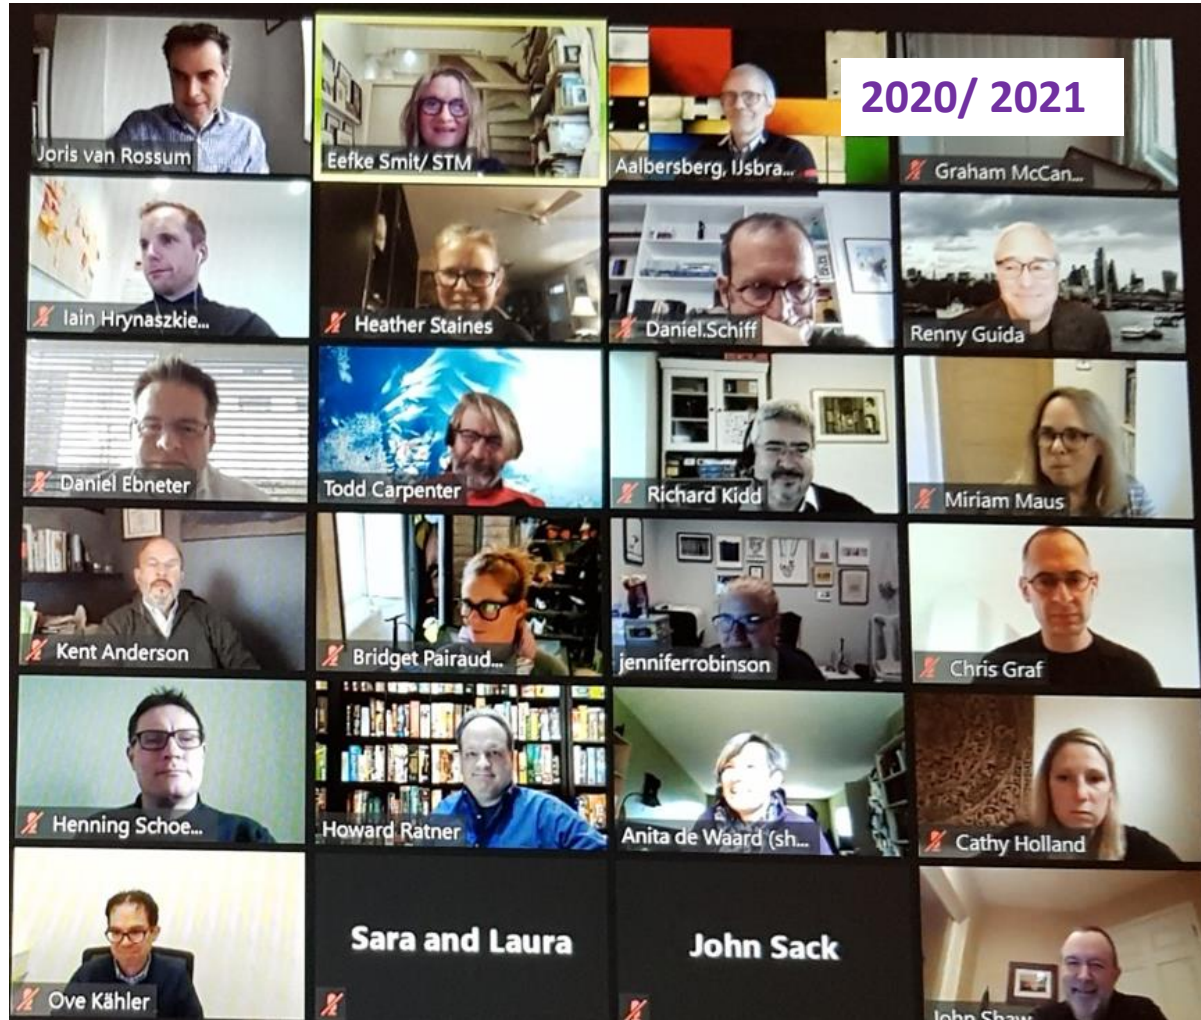 2020/ 2021
Joris van Rossum
Eefke Smit/ STM
Aalbersberg, IJsbra...
Graham McCan...
Iain Hrynaszkie...
Heather Staines
Daniel.Schiff
Renny Guida
Daniel Ebneter
Todd Carpenter
Richard Kidd
Miriam Maus
Kent Anderson
Bridget Pairaud...
jenniferrobinson
Chris Graf
Henning Schoe...
Howard Ratner
Anita de Waard (sh...
Cathy Holland
Ove Kähler
Sara and Laura
John Sack
John Shaw